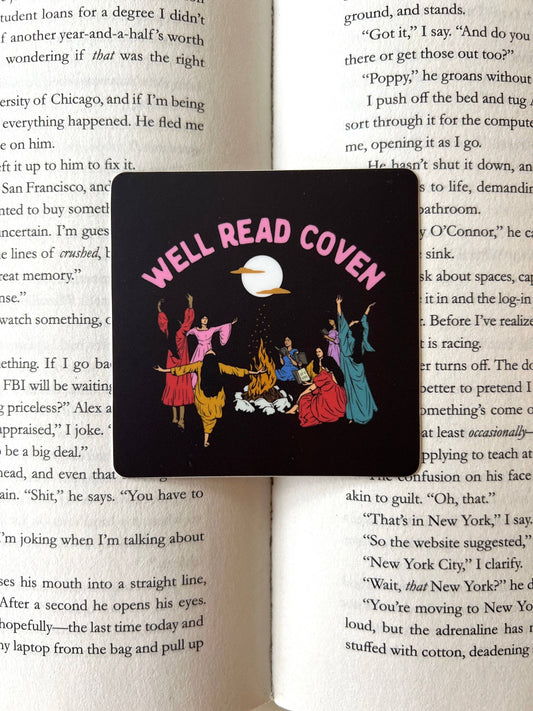 tudent loans for a degree I didn't
f another year-and-a-half's worth
wondering if that was the right
ersity of Chicago, and if I'm being
everything happened. He fled me
e on him.
eft it up to him to fix it.
San Francisco, and
nted to buy somet
ncertain. I'm gues
e lines of crushed,
reat memory."
nse."
watch something,
ething. If I go ba
FBI will be waitin
g priceless?" Alex a
appraised," I joke. "
o be a big deal."
head, and even that
ain. "Shit," he says. "You have to
I'm joking when I'm talking about
ses his mouth into a straight line,
After a second he opens his eyes.
hopefully—the last time today and
my laptop from the bag and pull up
WELL READ COVEN
ground, and stands.
"Got it," I say. "And do you
there or get those out too?"
"Poppy," he groans without
I push off the bed and tug
sort through it for the compute
me, opening it as I go.
He hasn't shut it down, an
s to life, demandin
bathroom.
y O'Connor," he ca
sink.
sk about spaces, cap
e it in and the log-in
. Before I've realize
t is racing.
er turns off. The do
better to pretend I
omething's come o
at least occasionally—
applying to teach at
The confusion on his face
akin to guilt. "Oh, that."
"That's in New York," I say.
"So the website suggested,"
"New York City," I clarify.
"Wait, that New York?" he d
"You're moving to New Yo
loud, but the adrenaline has
stuffed with cotton, deadening